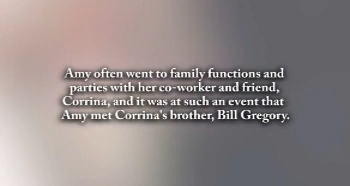 Amy often went to family functions and
parties with her co-worker and friend,
Corrina, and it was at such an event that
Amy met Corrina's brother, Bill Gregory.